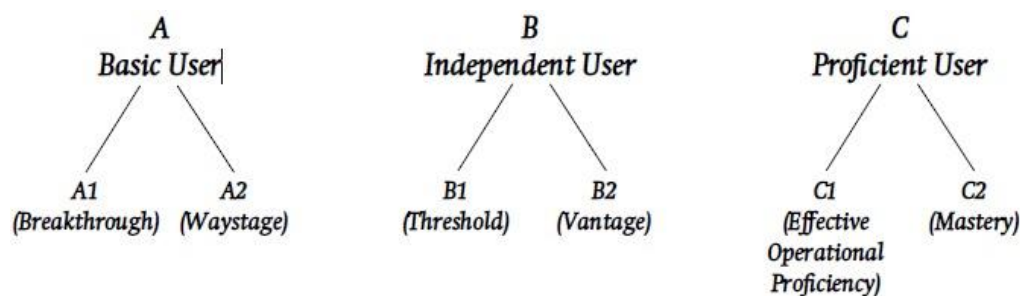 A
Basic User
B
Independent User
C
Proficient User
A1
(Breakthrough)
A2
(Waystage)
B1
(Threshold)
B2
(Vantage)
C1
(Effective
Operational
Proficiency)
C2
(Mastery)